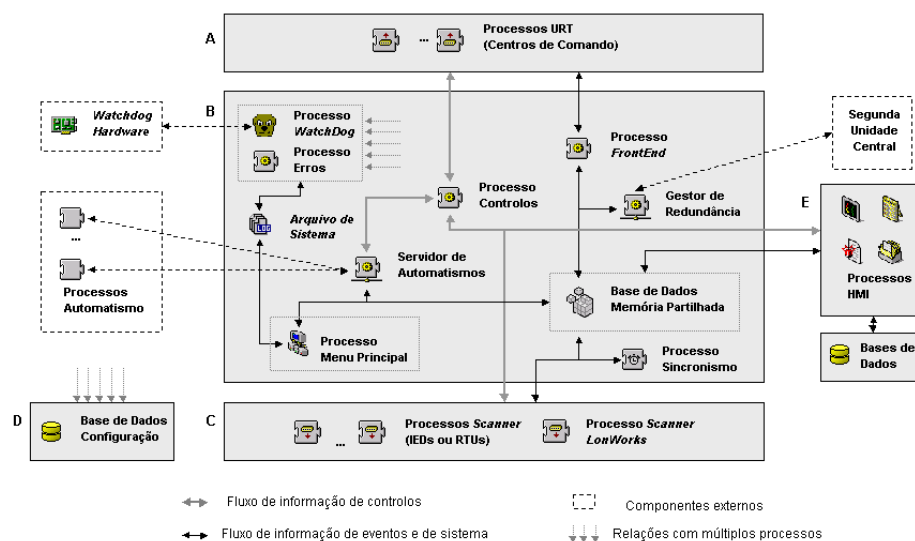 A
Processos URT
(Centros de Comando)
...
B
Watchdog
Hardware
Processo
WatchDog
Processo
Erros
Processo
FrontEnd
Segunda
Unidade
Central
Processo
Controlos
Gestor de
Redundância
E
Arquivo de
Sistema
LOG
Servidor de
Automatismos
...
Processos
Automatismo
Base de Dados
Memória Partilhada
Processos
HMI
Processo
Menu Principal
Processo
Sincronismo
Bases de
Dados
D
Base de Dados
Configuração
C
...
Processos Scanner
(IEDs ou RTUs)
Processo Scanner
LonWorks
Fluxo de informação de controlos
Componentes externos
Fluxo de informação de eventos e de sistema
Relações com múltiplos processos